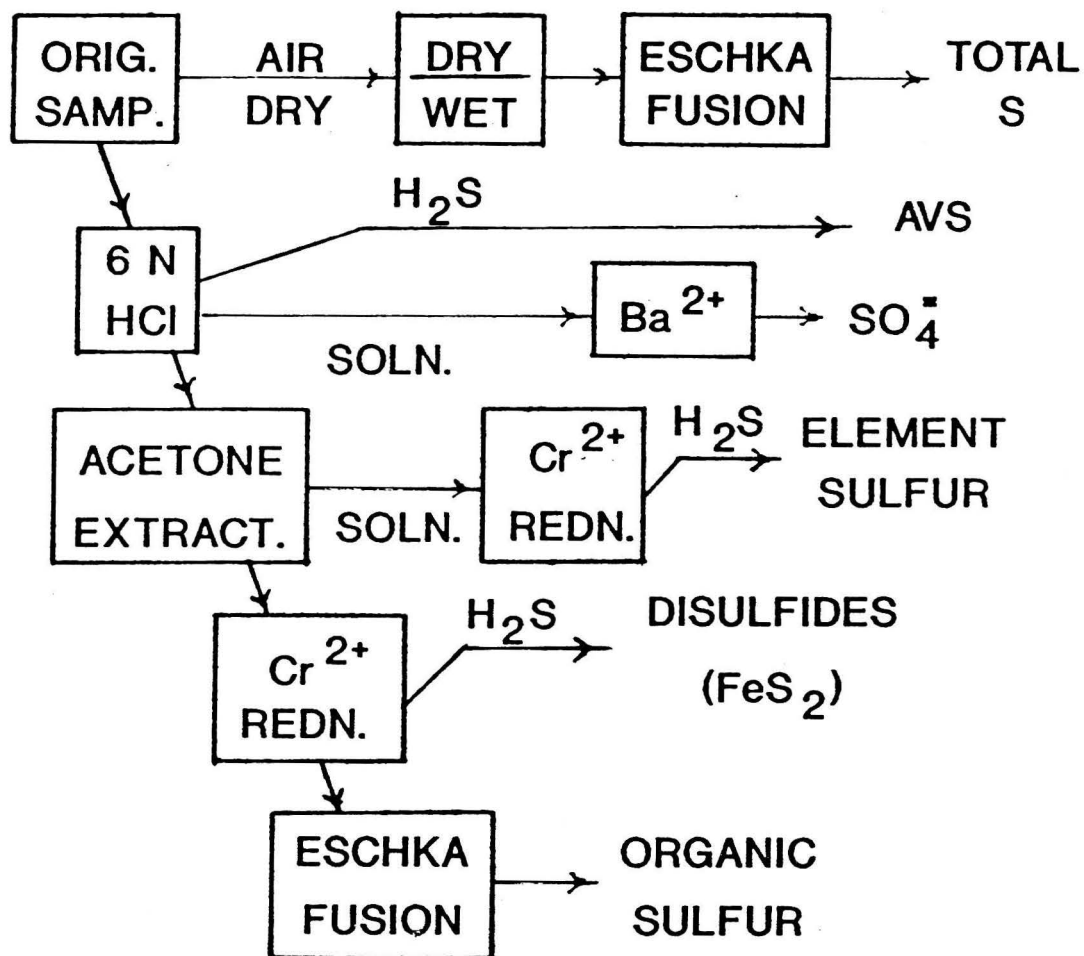 ORIG.
SAMP.
AIR
DRY
DRY
WET
ESCHKA
FUSION
TOTAL
S
6 N
HCl
H₂S
AVS
SOLN.
Ba²⁺
SO₄⁼
ACETONE
EXTRACT.
SOLN.
Cr²⁺
REDN.
H₂S
ELEMENT
SULFUR
Cr²⁺
REDN.
H₂S
DISULFIDES
(FeS₂)
ESCHKA
FUSION
ORGANIC
SULFUR